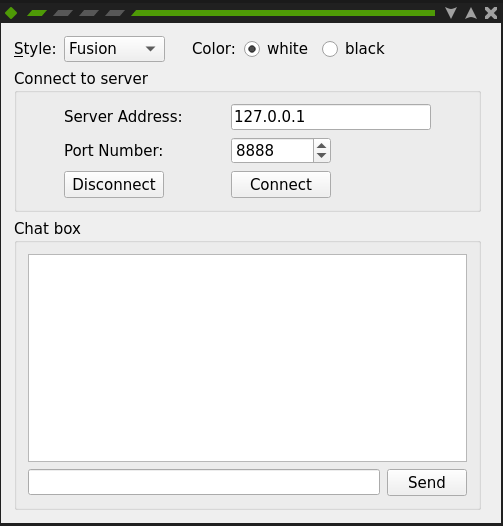 Style: Fusion Color: white black
Connect to server
Server Address: 127.0.0.1
Port Number: 8888
Disconnect Connect
Chat box
Send